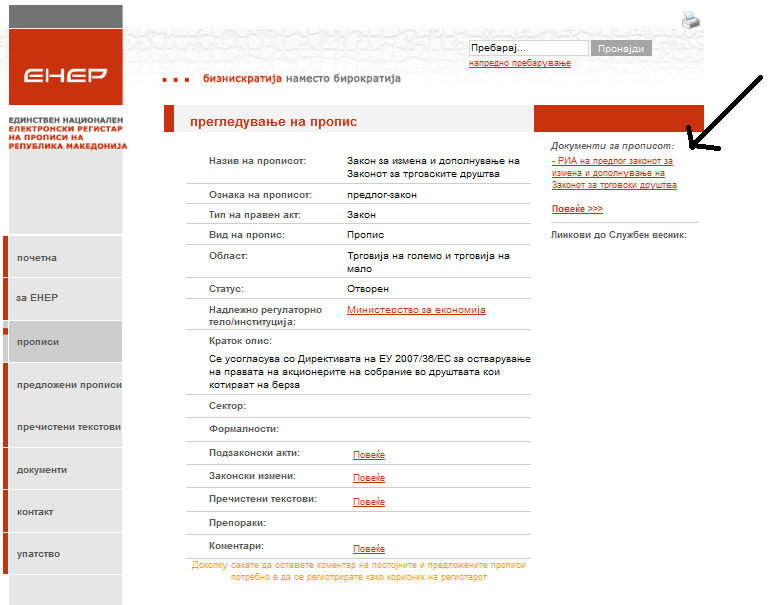 Пребарај...
Пронајди
напредно пребарување
ЕНЕР
бизнискратија наместо бирократија
ЕДИНСТВЕН НАЦИОНАЛЕН
ЕЛЕКТРОНСКИ РЕГИСТАР
НА ПРОПИСИ НА
РЕПУБЛИКА МАКЕДОНИЈА
почетна
за ЕНЕР
прописи
предложени прописи
пречистени текстови
документи
контакт
упатство
прегледување на пропис
Назив на прописот: Закон за измена и дополнување на
Законот за трговските друштва
Ознака на прописот: предлог-закон
Тип на правен акт: Закон
Вид на пропис: Пропис
Област: Трговија на големо и трговија на
мало
Статус: Отворен
Надлежно регулаторно Министерство за економија
тело/институција:
Краток опис:
Се усогласува со Директивата на ЕУ 2007/36/ЕС за остварување
на правата на акционерите на собрание во друштвата кои
котираат на берза
Сектор:
Формалности:
Подзаконски акти: Повеќе
Законски измени: Повеќе
Пречистени текстови: Повеќе
Препораки:
Коментари: Повеќе
Доколку сакате да оставете коментар на постојните и предложените прописи
потребно е да се регистрирате како корисник на регистарот
Документи за прописот:
- РИА на предлог законот за
измена и дополнување на
Законот за трговски друштва
Повеќе >>>
Линкови до Службен весник: